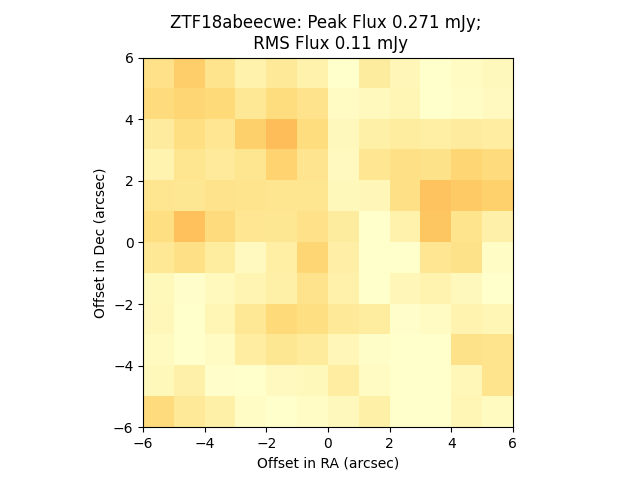 ZTF18abeecwe: Peak Flux 0.271 mJy;
RMS Flux 0.11 mJy
6
4
2
0
−2
−4
−6
Offset in Dec (arcsec)
−6 −4 −2 0 2 4 6
Offset in RA (arcsec)